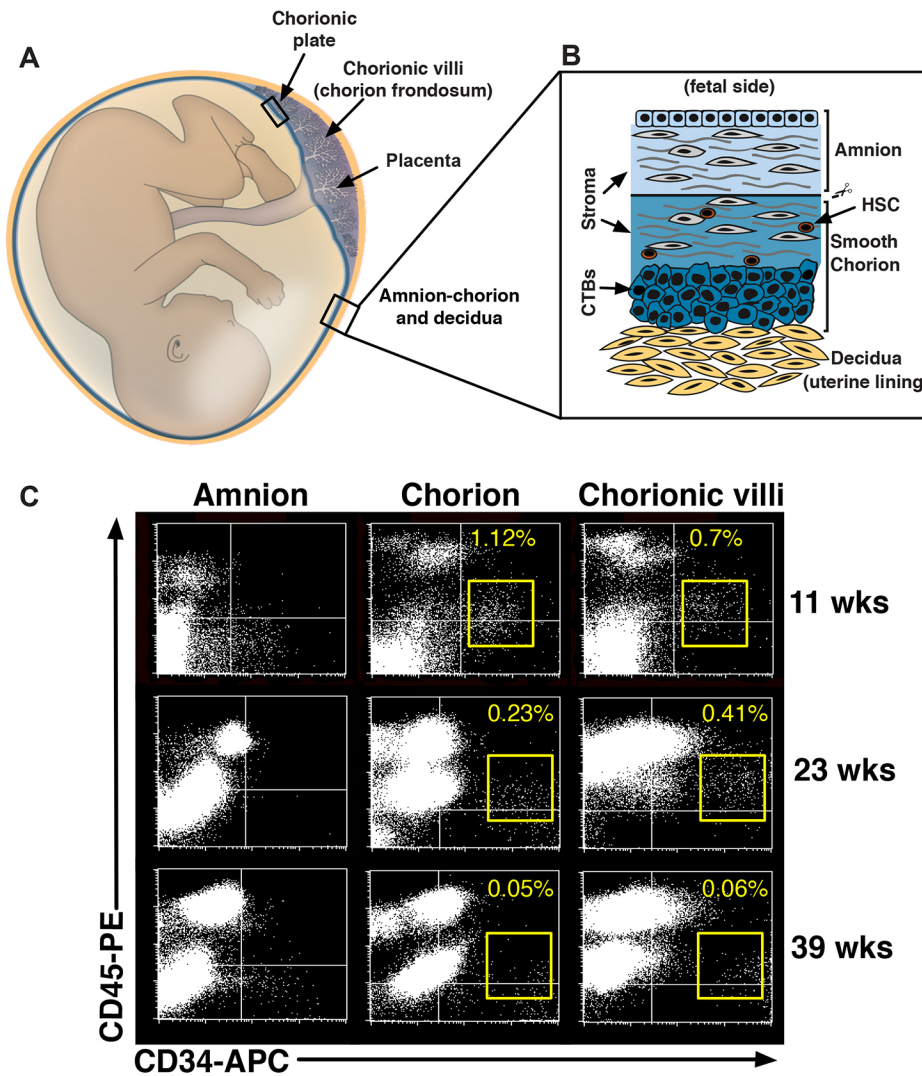 A
Chorionic
plate
Chorionic villi
(chorion frondosum)
Placenta
Amnion-chorion
and decidua
B
(fetal side)
Amnion
HSC
Stroma
Smooth
Chorion
CTBs
Decidua
(uterine lining
C
Amnion Chorion Chorionic villi
1.12% 0.7%
11 wks
0.23% 0.41%
23 wks
0.05% 0.06%
39 wks
CD45-PE
CD34-APC